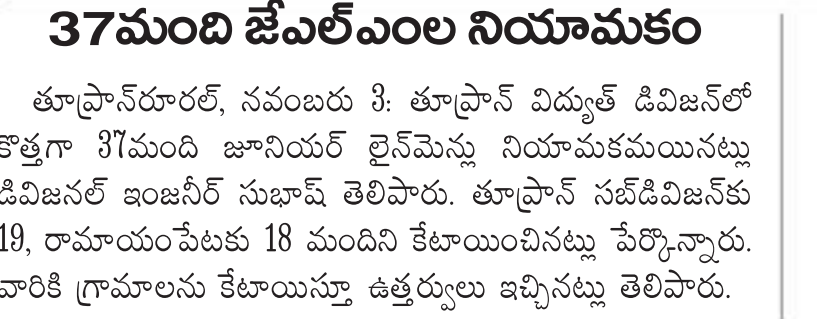 37మంది జేఎల్ఎంల నియామకం
తూప్రాన్‌రూరల్, నవంబరు 3: తూప్రాన్ విద్యుత్ డివిజన్‌లో
కొత్తగా 37మంది జూనియర్ లైన్‌మెన్లు నియామకమయినట్లు
డివిజనల్ ఇంజనీర్ సుభాష్ తెలిపారు. తూప్రాన్ సబ్‌డివిజన్‌కు
19, రామాయంపేటకు 18 మందిని కేటాయించినట్లు పేర్కొన్నారు.
వారికి గ్రామాలను కేటాయిస్తూ ఉత్తర్వులు ఇచ్చినట్లు తెలిపారు.